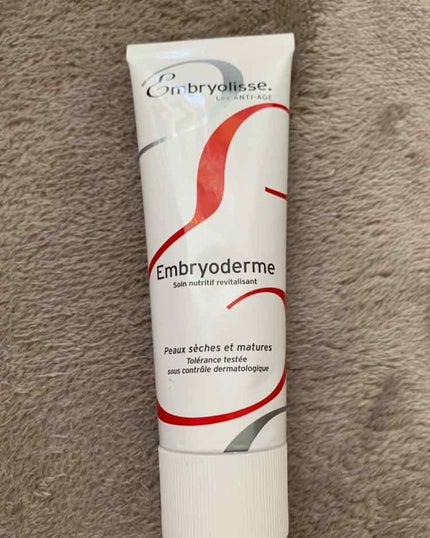 Embryolisse.
Les ANTI-AGE
Embryoderme
Soin nutritif revitalisant
Peaux sèches et matures
Tolérance testée
sous contrôle dermatologique